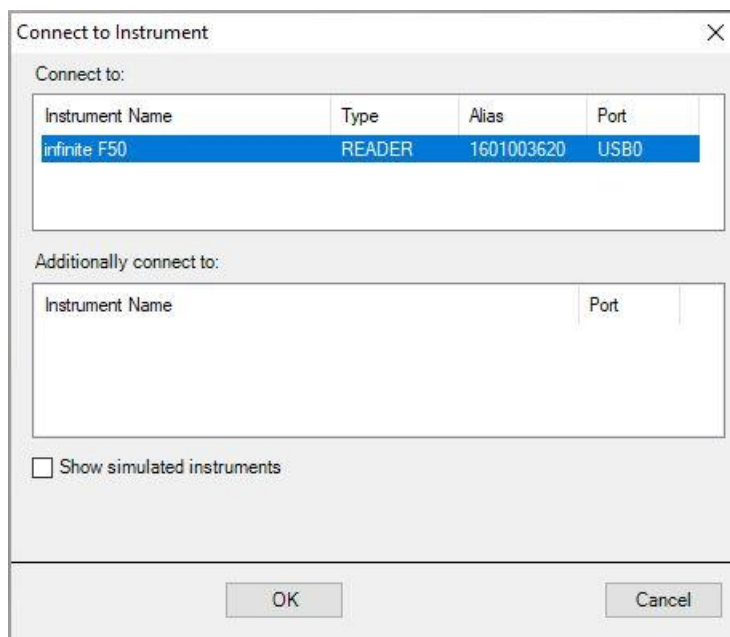 Connect to Instrument
Connect to:
Instrument Name Type Alias Port
infinite F50 READER 1601003620 USB0
Additionally connect to:
Instrument Name Port
Show simulated instruments
OK Cancel